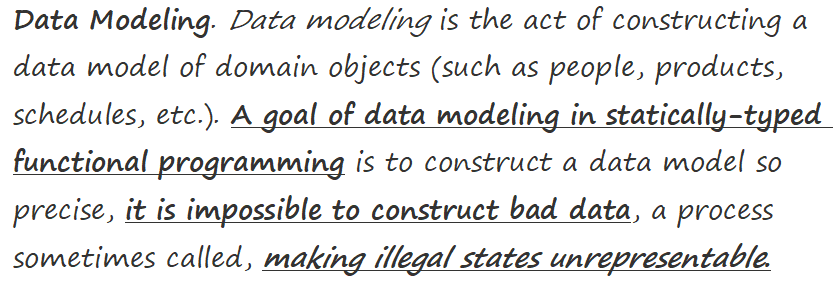 Data Modeling. Data modeling is the act of constructing a
data model of domain objects (such as people, products,
schedules, etc.). A goal of data modeling in statically-typed
functional programming is to construct a data model so
precise, it is impossible to construct bad data, a process
sometimes called, making illegal states unrepresentable.